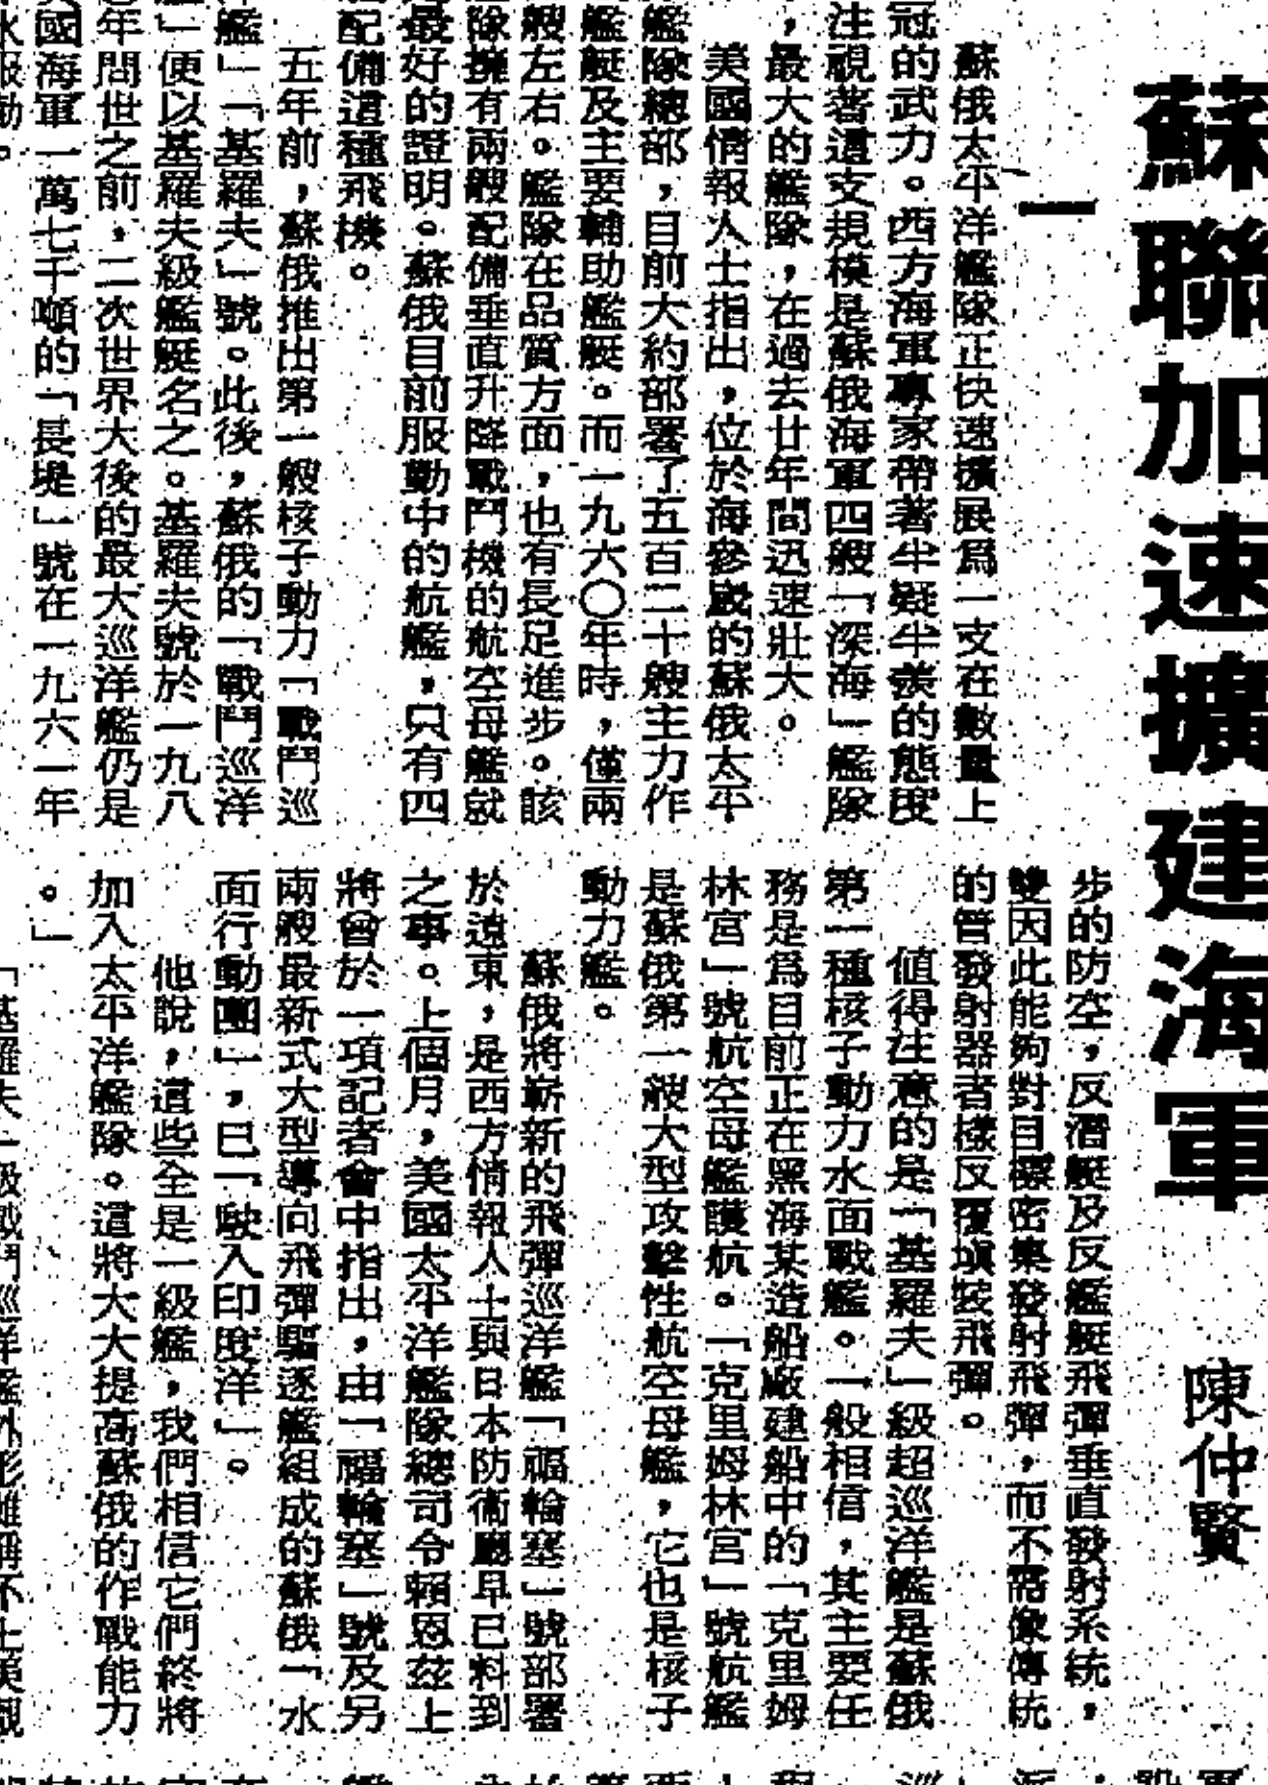 蘇聯加速擴建海軍
陳仲賢
一
蘇俄太平洋艦隊正快速擴展爲一支在數量上
冠的武力。西方海軍專家帶著半疑半羨的態度
注視著這支規模是蘇俄海軍四艘「深海」艦隊
，最大的艦隊，在過去廿年間迅速壯大。
美國情報人士指出，位於海參崴的蘇俄太平
艦隊總部，目前大約部署了五百二十艘主力作
艦艇及主要輔助艦艇。而一九六〇年時，僅兩
艘左右。艦隊在品質方面，也有長足進步。該
隊擁有兩艘配備垂直升降戰鬥機的航空母艦就
最好的證明。蘇俄目前服勤中的航艦，只有四
配備這種飛機。
五年前，蘇俄推出第一艘核子動力「戰鬥巡
艦」「基羅夫」號。此後，蘇俄的「戰鬥巡洋
」便以基羅夫級艦艇名之。基羅夫號於一九八
年問世之前，二次世界大後的最大巡洋艦仍是
國海軍一萬七千噸的「長堤」號在一九六一年
服勤。
步的防空，反潛艇及反艦艇飛彈垂直發射系統，
雙因此能夠對目標密集發射飛彈，而不需像傳統
的管發射器者樣反覆填裝飛彈。
值得注意的是「基羅夫」級超巡洋艦是蘇俄
第一種核子動力水面戰艦。一般相信，其主要任
務是爲目前正在黑海某造船廠建船中的「克里姆
林宮」號航空母艦護航。「克里姆林宮」號航艦
是蘇俄第一艘大型攻擊性航空母艦，它也是核子
動力艦。
蘇俄將嶄新的飛彈巡洋艦「福輪塞」號部署
於遠東，是西方情報人士與日本防衞廳早已料到
之事。上個月，美國太平洋艦隊總司令賴恩茲上
將曾於一項記者會中指出，由「福輪塞」號及另
兩艘最新式大型導向飛彈驅逐艦組成的蘇俄「水
面行動團」，已「駛入印度洋」。
他說，這些全是一級艦，我們相信它們終將
加入太平洋艦隊。這將大大提高蘇俄的作戰能力
。」
「基羅夫」級戰鬥巡洋艦外形雖稱不上美觀